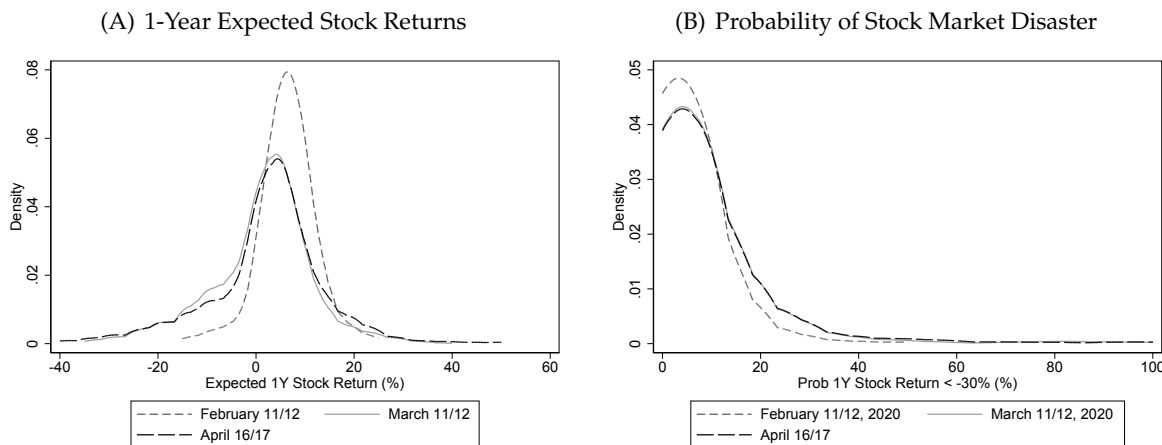 (A) 1-Year Expected Stock Returns
.08
.06
.04
.02
0
Density
-40 -20 0 20 40 60
Expected 1Y Stock Return (%)
February 11/12 March 11/12
April 16/17
(B) Probability of Stock Market Disaster
.05
.04
.03
.02
.01
0
Density
0 20 40 60 80 100
Prob 1Y Stock Return < -30% (%)
February 11/12, 2020 March 11/12, 2020
April 16/17